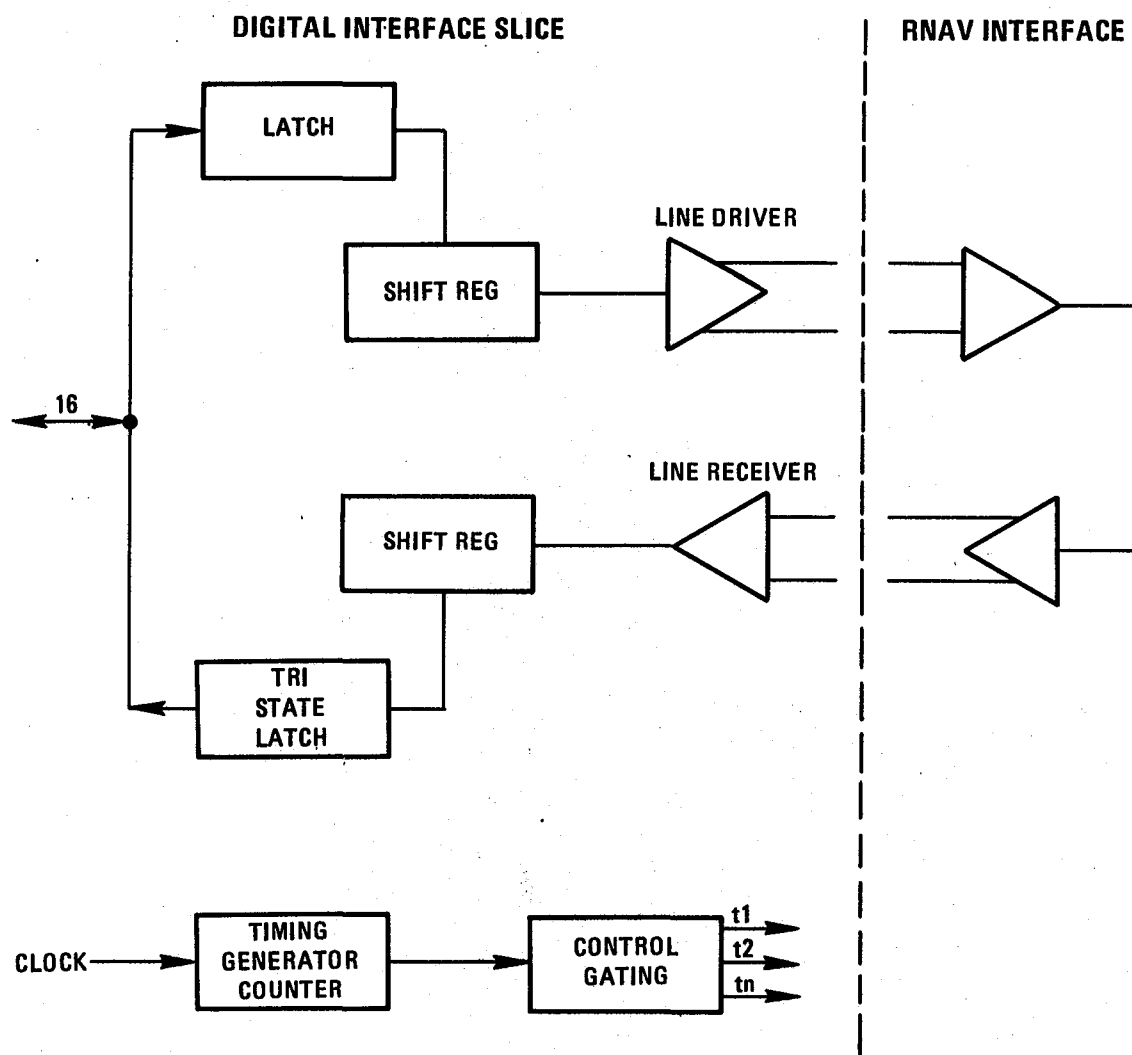 DIGITAL INTERFACE SLICE
RNAV INTERFACE
LATCH
LINE DRIVER
SHIFT REG
16
LINE RECEIVER
SHIFT REG
TRI
STATE
LATCH
CLOCK
TIMING
GENERATOR
COUNTER
CONTROL
GATING
t1
t2
tn